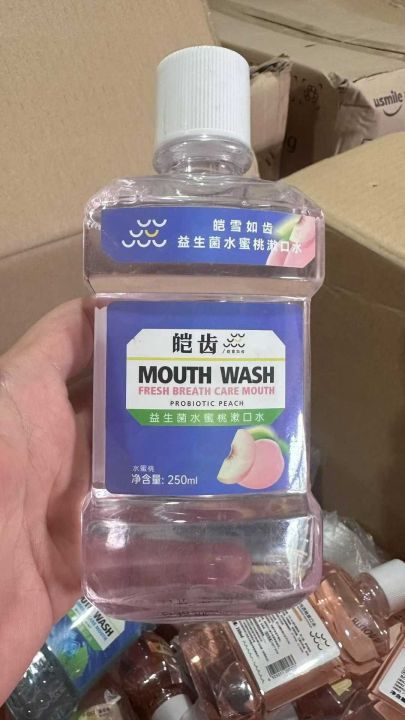 usmile
皓雪如齿
益生菌水蜜桃漱口水
皑齿
MOUTH WASH
FRESH BREATH CARE MOUTH
PROBIOTIC PEACH
益生菌水蜜桃漱口水
水蜜桃
净含量: 250ml
MOUTH WASH